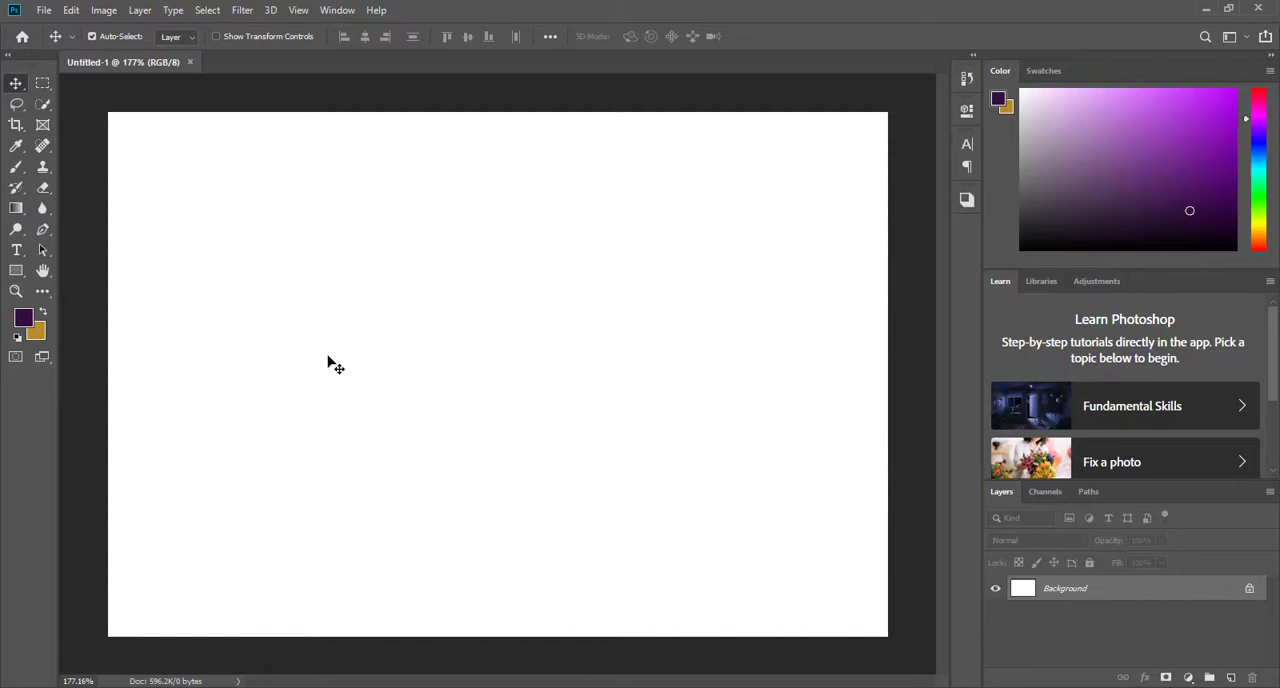 Ps File Edit Image Layer Type Select Filter 3D View Window Help
Auto-Select: Layer Show Transform Controls 3D Mode:
Untitled-1 @ 177% (RGB/8)
Color Swatches
Learn Libraries Adjustments
Learn Photoshop
Step-by-step tutorials directly in the app. Pick a
topic below to begin.
Fundamental Skills
Fix a photo
Layers Channels Paths
Kind
Normal Opacity: 100%
Lock: Fill: 100%
Background
177.16% Doc: 596.2K/0 bytes